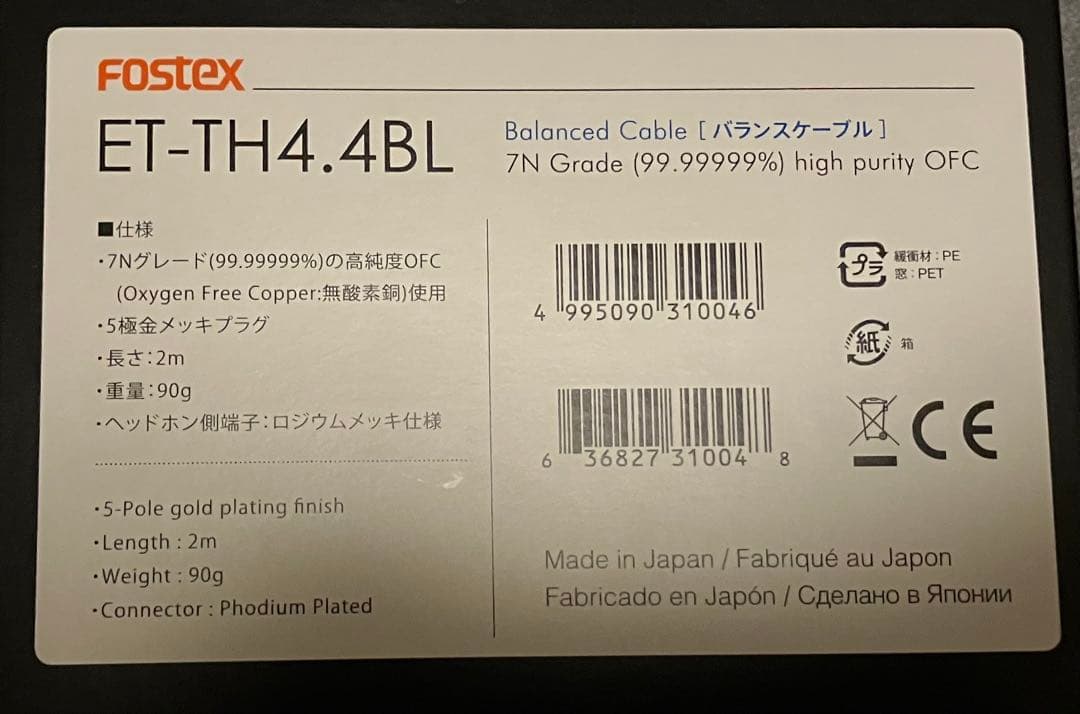 FOSTEX
ET-TH4.4BL
Balanced Cable [バランスケーブル]
7N Grade (99.99999%) high purity OFC
■仕様
・7Nグレード(99.99999%)の高純度OFC
(Oxygen Free Copper:無酸素銅)使用
・5極金メッキプラグ
・長さ:2m
・重量:90g
・ヘッドホン側端子:ロジウムメッキ仕様
・5-Pole gold plating finish
・Length : 2m
・Weight : 90g
・Connector : Phodium Plated
4 995090 310046
6 36827 31004 8
プラ
緩衝材:PE
窓:PET
紙
箱
CE
Made in Japan / Fabriqué au Japon
Fabricado en Japón / Сделано в Японии